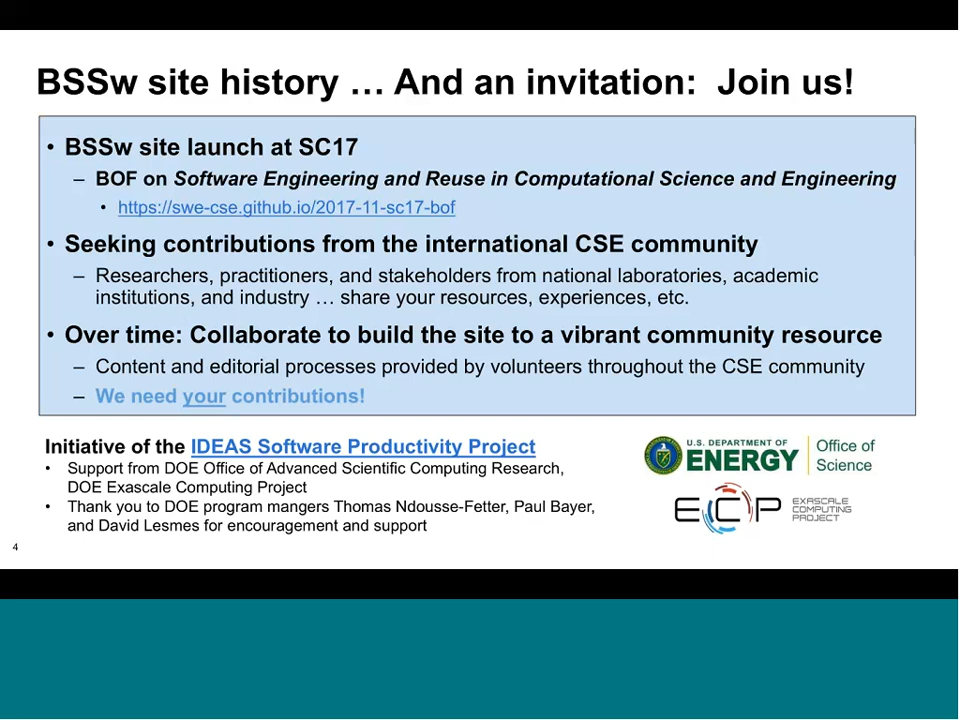 BSSw site history … And an invitation:  Join us!
• BSSw site launch at SC17
– BOF on Software Engineering and Reuse in Computational Science and Engineering
• https://swe-cse.github.io/2017-11-sc17-bof
• Seeking contributions from the international CSE community
– Researchers, practitioners, and stakeholders from national laboratories, academic
institutions, and industry … share your resources, experiences, etc.
• Over time: Collaborate to build the site to a vibrant community resource
– Content and editorial processes provided by volunteers throughout the CSE community
– We need your contributions!
Initiative of the IDEAS Software Productivity Project
• Support from DOE Office of Advanced Scientific Computing Research,
DOE Exascale Computing Project
• Thank you to DOE program mangers Thomas Ndousse-Fetter, Paul Bayer,
and David Lesmes for encouragement and support
U.S. DEPARTMENT OF
ENERGY
Office of
Science
ECP
EXASCALE
COMPUTING
PROJECT
4